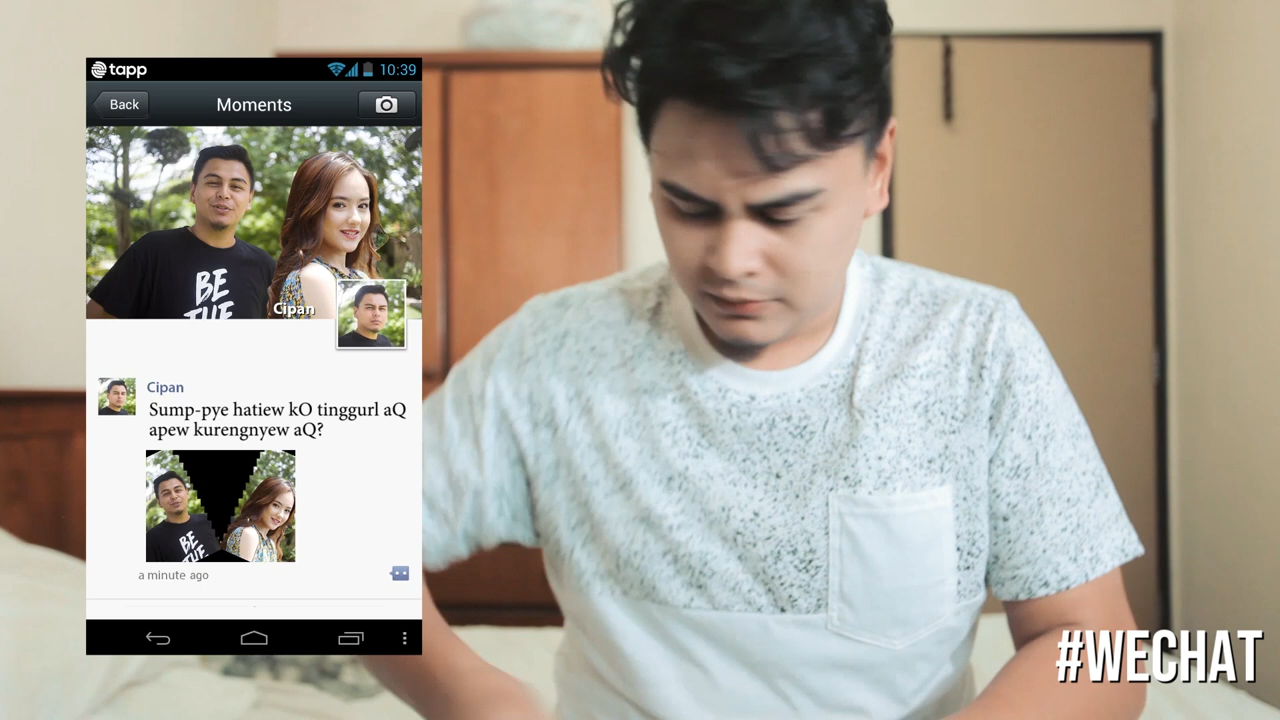 tapp
10:39
Back
Moments
BE
TUE
Cipan
Cipan
Sump-pye hatiew kO tinggurl aQ
apew kurengnyew aQ?
BE
a minute ago
#WECHAT